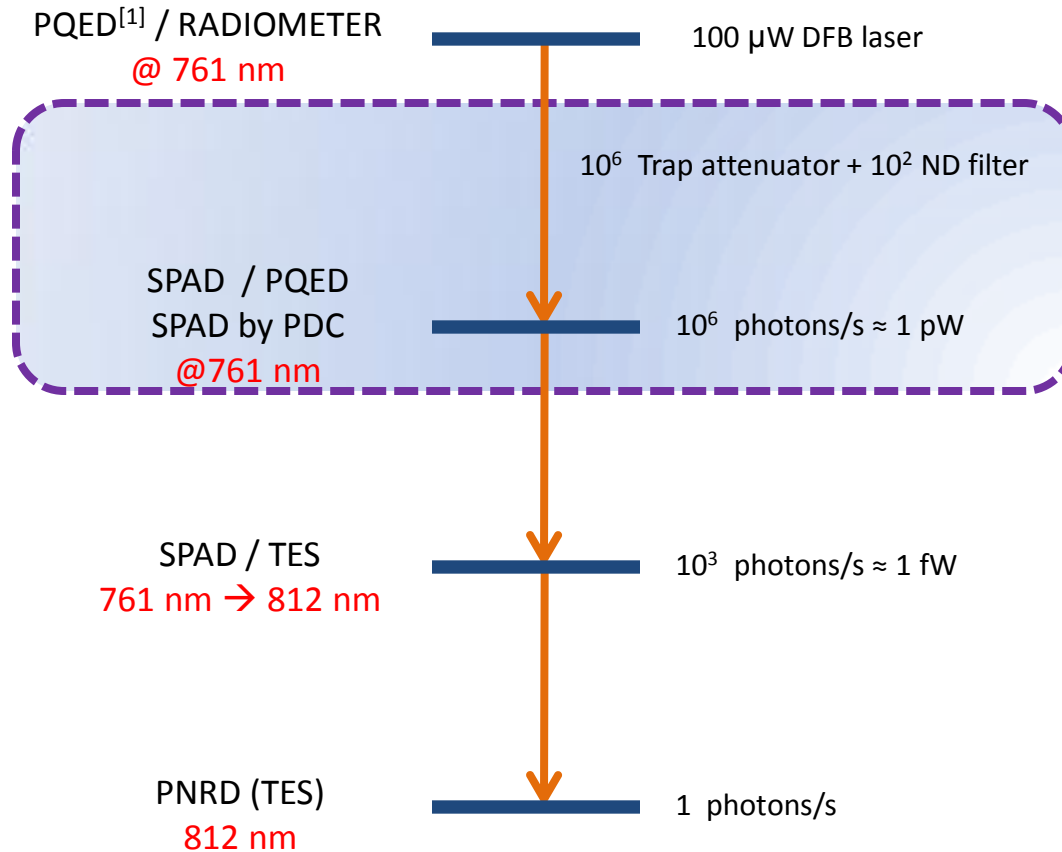 PQED[1] / RADIOMETER
@ 761 nm
100 µW DFB laser
10⁶ Trap attenuator + 10² ND filter
SPAD / PQED
SPAD by PDC
@761 nm
10⁶ photons/s ≈ 1 pW
SPAD / TES
761 nm → 812 nm
10³ photons/s ≈ 1 fW
PNRD (TES)
812 nm
1 photons/s